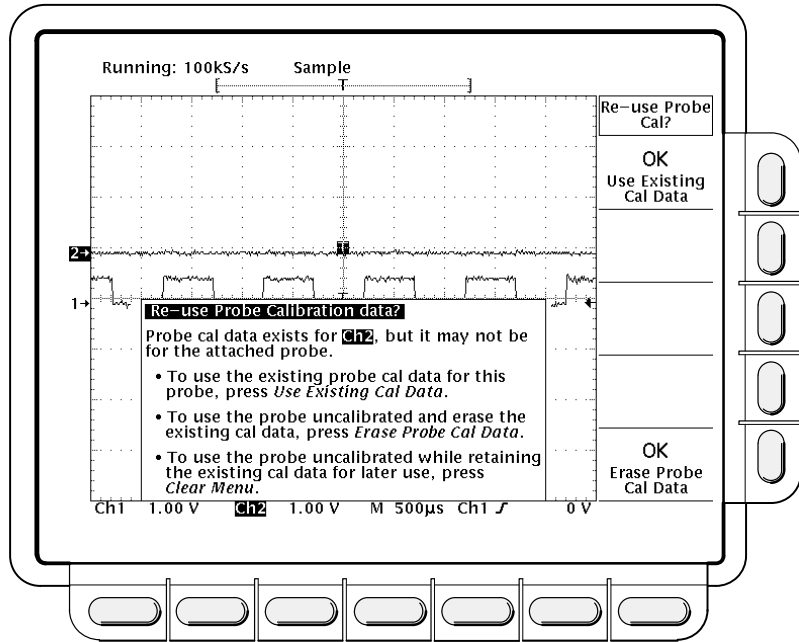 Running: 100kS/s Sample
T
Re-use Probe
Cal?
OK
Use Existing
Cal Data
2→
T
1→
Re-use Probe Calibration data?
Probe cal data exists for Ch2, but it may not be
for the attached probe.
• To use the existing probe cal data for this
probe, press Use Existing Cal Data.
• To use the probe uncalibrated and erase the
existing cal data, press Erase Probe Cal Data.
• To use the probe uncalibrated while retaining
the existing cal data for later use, press
Clear Menu.
OK
Erase Probe
Cal Data
Ch1 1.00 V Ch2 1.00 V M 500µs Ch1 0 V